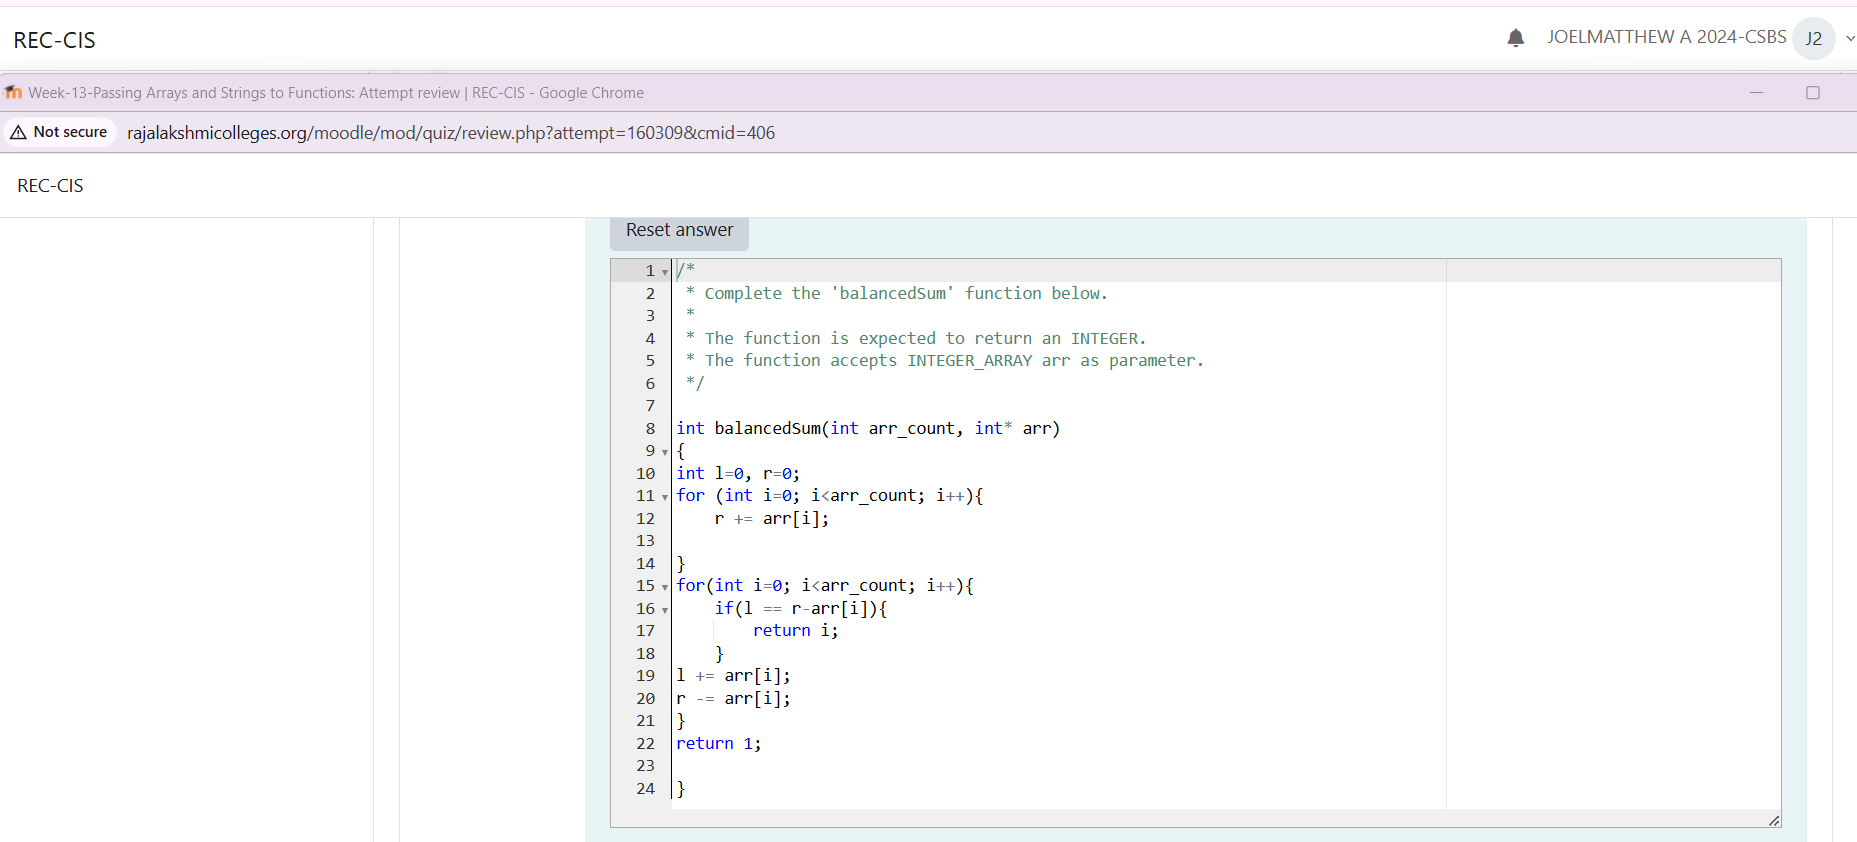 REC-CIS
JOELMATTHEW A 2024-CSBS J2
Week-13-Passing Arrays and Strings to Functions: Attempt review | REC-CIS - Google Chrome
Not secure rajalakshmicolleges.org/moodle/mod/quiz/review.php?attempt=160309&cmid=406
REC-CIS
Reset answer
1 /*
2 * Complete the 'balancedSum' function below.
3 *
4 * The function is expected to return an INTEGER.
5 * The function accepts INTEGER_ARRAY arr as parameter.
6 */
7
8 int balancedSum(int arr_count, int* arr)
9 {
10 int l=0, r=0;
11 for (int i=0; i<arr_count; i++){
12 r += arr[i];
13
14 }
15 for(int i=0; i<arr_count; i++){
16 if(l == r-arr[i]){
17 return i;
18 }
19 l += arr[i];
20 r -= arr[i];
21 }
22 return 1;
23
24 }